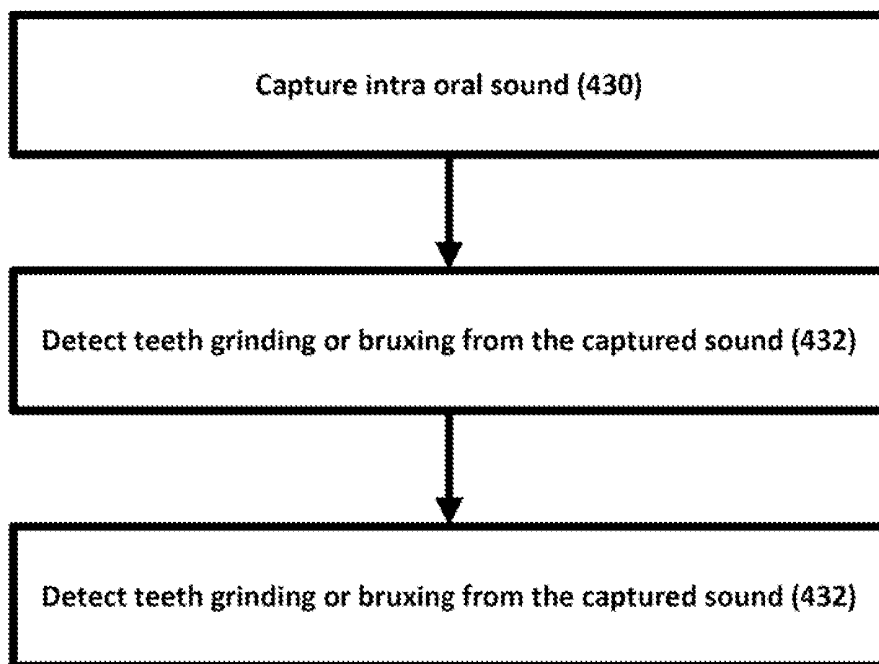 Capture intra oral sound (430)
Detect teeth grinding or bruxing from the captured sound (432)
Detect teeth grinding or bruxing from the captured sound (432)